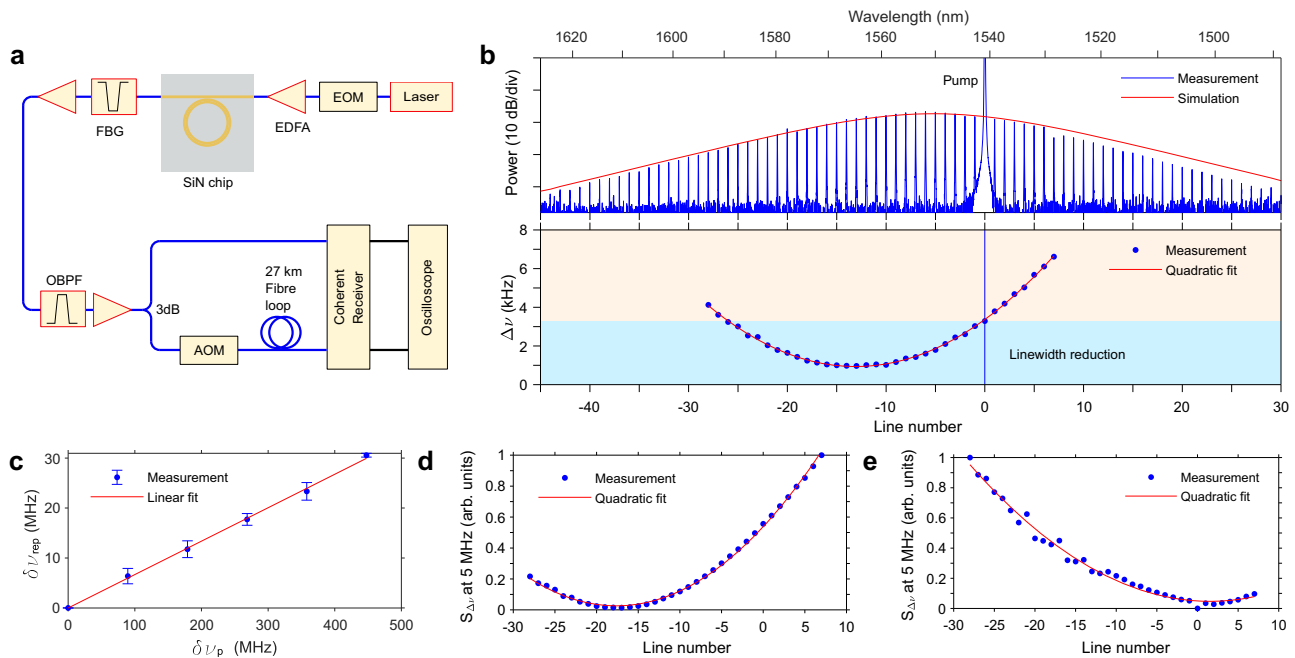 a
FBG
SiN chip
EDFA
EOM
Laser
OBPF
3dB
AOM
27 km
Fibre
loop
Coherent
Receiver
Oscilloscope
b
Wavelength (nm)
1620 1600 1580 1560 1540 1520 1500
Power (10 dB/div)
Pump
Measurement
Simulation
8
6
4
2
0
Δν (kHz)
Measurement
Quadratic fit
Linewidth reduction
-40 -30 -20 -10 0 10 20 30
Line number
c
30
20
10
0
δν_rep (MHz)
Measurement
Linear fit
0 100 200 300 400 500
δν_p (MHz)
d
1
0.8
0.6
0.4
0.2
0
S_Δν at 5 MHz (arb. units)
Measurement
Quadratic fit
-30 -25 -20 -15 -10 -5 0 5 10
Line number
e
1
0.8
0.6
0.4
0.2
0
S_Δν at 5 MHz (arb. units)
Measurement
Quadratic fit
-30 -25 -20 -15 -10 -5 0 5 10
Line number